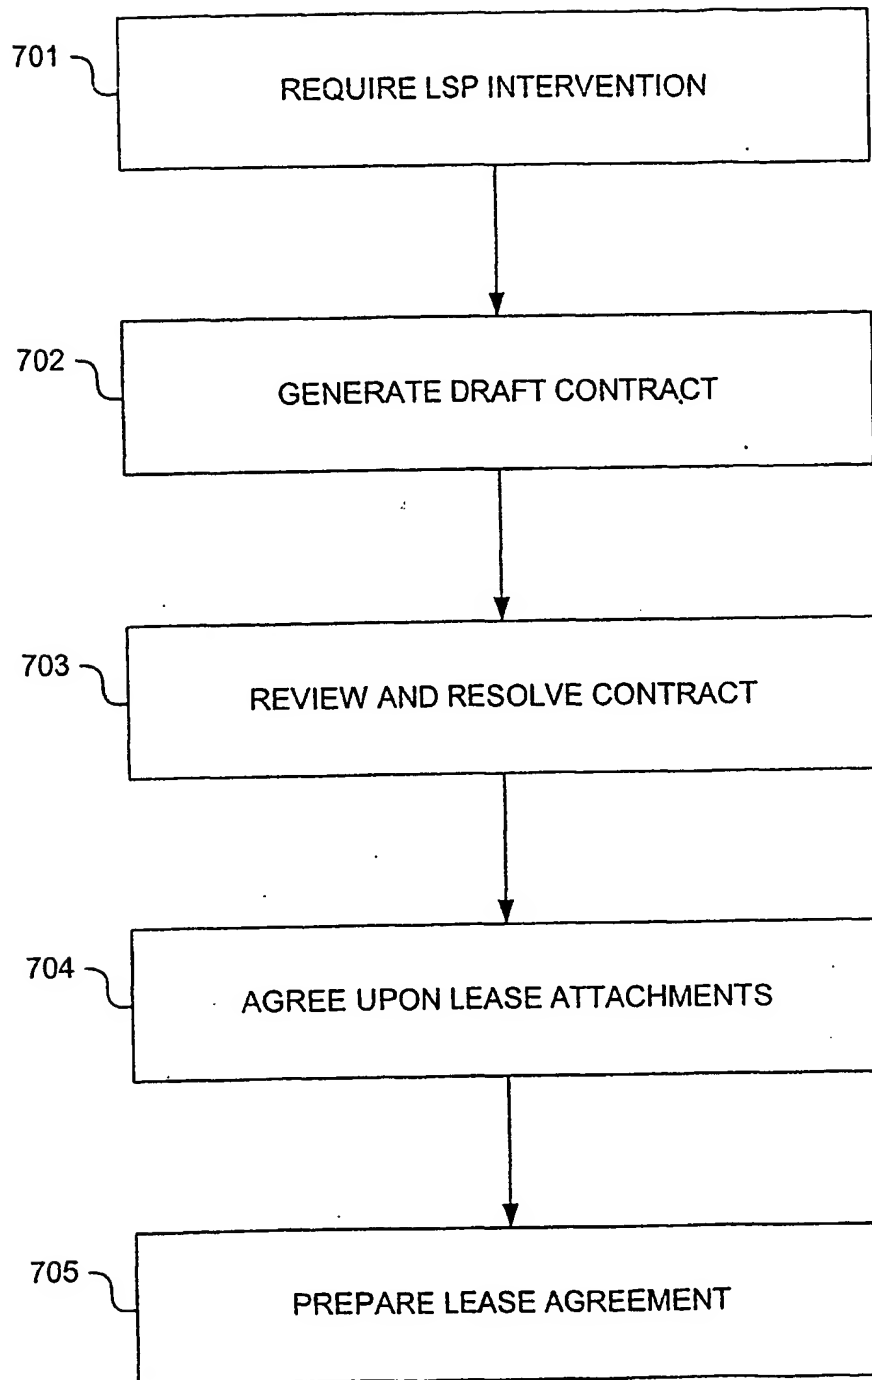 701
REQUIRE LSP INTERVENTION
702
GENERATE DRAFT CONTRACT
703
REVIEW AND RESOLVE CONTRACT
704
AGREE UPON LEASE ATTACHMENTS
705
PREPARE LEASE AGREEMENT